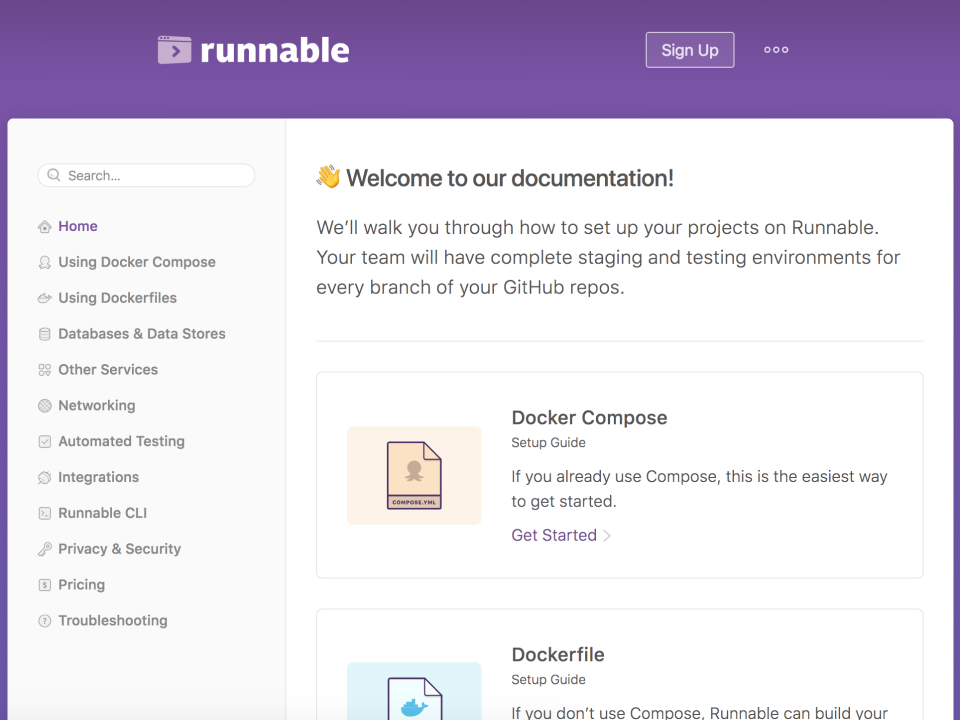 runnable
Sign Up
Search...
Home
Using Docker Compose
Using Dockerfiles
Databases & Data Stores
Other Services
Networking
Automated Testing
Integrations
Runnable CLI
Privacy & Security
Pricing
Troubleshooting
👋 Welcome to our documentation!
We’ll walk you through how to set up your projects on Runnable.
Your team will have complete staging and testing environments for
every branch of your GitHub repos.
COMPOSE.YML
Docker Compose
Setup Guide
If you already use Compose, this is the easiest way
to get started.
Get Started
Dockerfile
Setup Guide
If you don’t use Compose, Runnable can build your